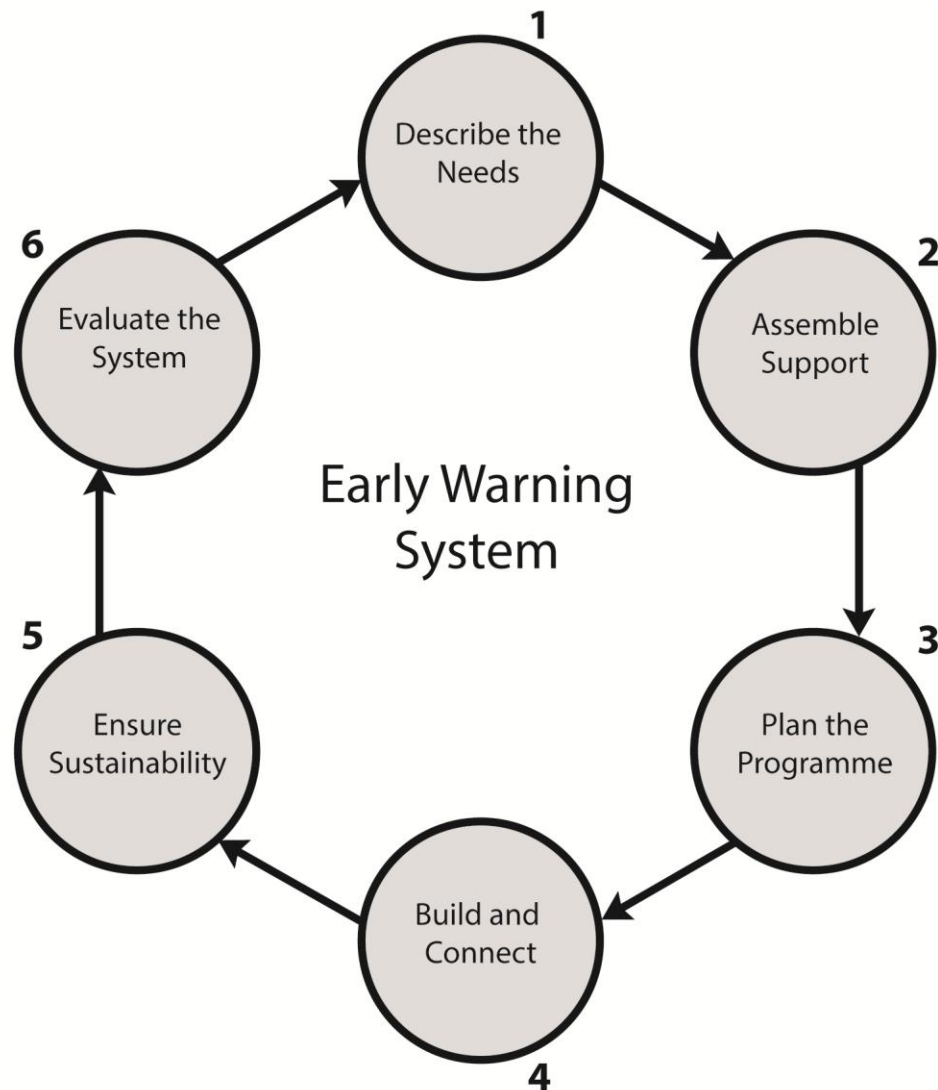 1
Describe the
Needs
2
Assemble
Support
3
Plan the
Programme
4
Build and
Connect
5
Ensure
Sustainability
6
Evaluate the
System
Early Warning
System